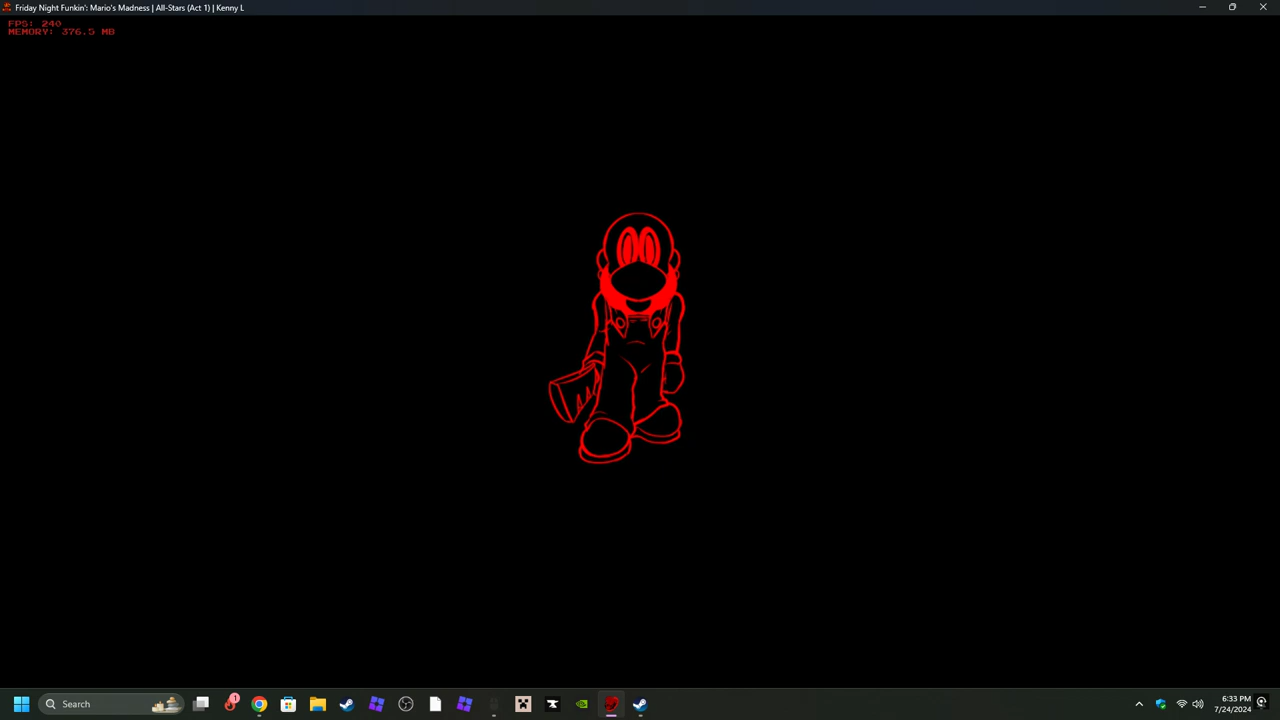 Friday Night Funkin': Mario's Madness | All-Stars (Act 1) | Kenny L
FPS: 240
MEMORY: 376.5 MB
Search
1
6:33 PM
7/24/2024